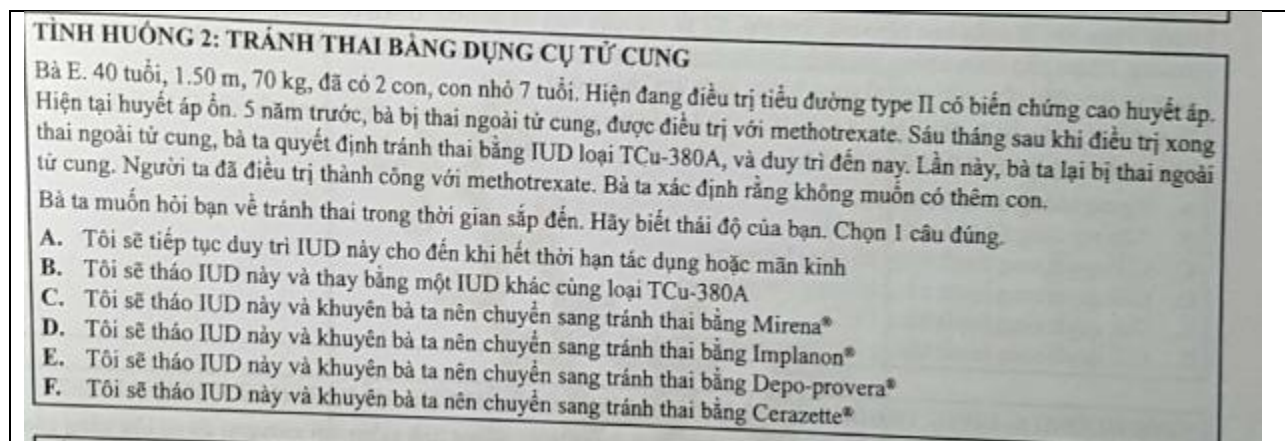 TÌNH HUỐNG 2: TRÁNH THAI BẰNG DỤNG CỤ TỬ CUNG
Bà E. 40 tuổi, 1.50 m, 70 kg, đã có 2 con, con nhỏ 7 tuổi. Hiện đang điều trị tiểu đường type II có biến chứng cao huyết áp.
Hiện tại huyết áp ổn. 5 năm trước, bà bị thai ngoài tử cung, được điều trị với methotrexate. Sáu tháng sau khi điều trị xong
thai ngoài tử cung, bà ta quyết định tránh thai bằng IUD loại TCu-380A, và duy trì đến nay. Lần này, bà ta lại bị thai ngoài
tử cung. Người ta đã điều trị thành công với methotrexate. Bà ta xác định rằng không muốn có thêm con.
Bà ta muốn hỏi bạn về tránh thai trong thời gian sắp đến. Hãy biết thái độ của bạn. Chọn 1 câu đúng.
A. Tôi sẽ tiếp tục duy trì IUD này cho đến khi hết thời hạn tác dụng hoặc mãn kinh
B. Tôi sẽ tháo IUD này và thay bằng một IUD khác cùng loại TCu-380A
C. Tôi sẽ tháo IUD này và khuyên bà ta nên chuyển sang tránh thai bằng Mirena®
D. Tôi sẽ tháo IUD này và khuyên bà ta nên chuyển sang tránh thai bằng Implanon®
E. Tôi sẽ tháo IUD này và khuyên bà ta nên chuyển sang tránh thai bằng Depo-provera®
F. Tôi sẽ tháo IUD này và khuyên bà ta nên chuyển sang tránh thai bằng Cerazette®